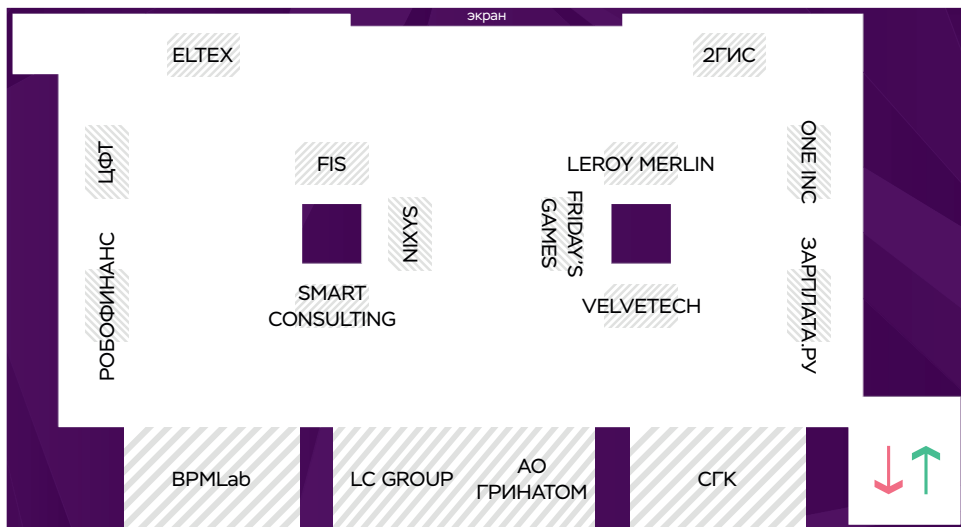 экран
ELTEX
2ГИС
ЦФТ
FIS
LEROY MERLIN
ONE INC
NIXYS
FRIDAY’S
GAMES
РОБОФИНАНС
SMART
CONSULTING
VELVETECH
ЗАРПЛАТА.РУ
BPMLab
LC GROUP
АО
ГРИНАТОМ
СГК